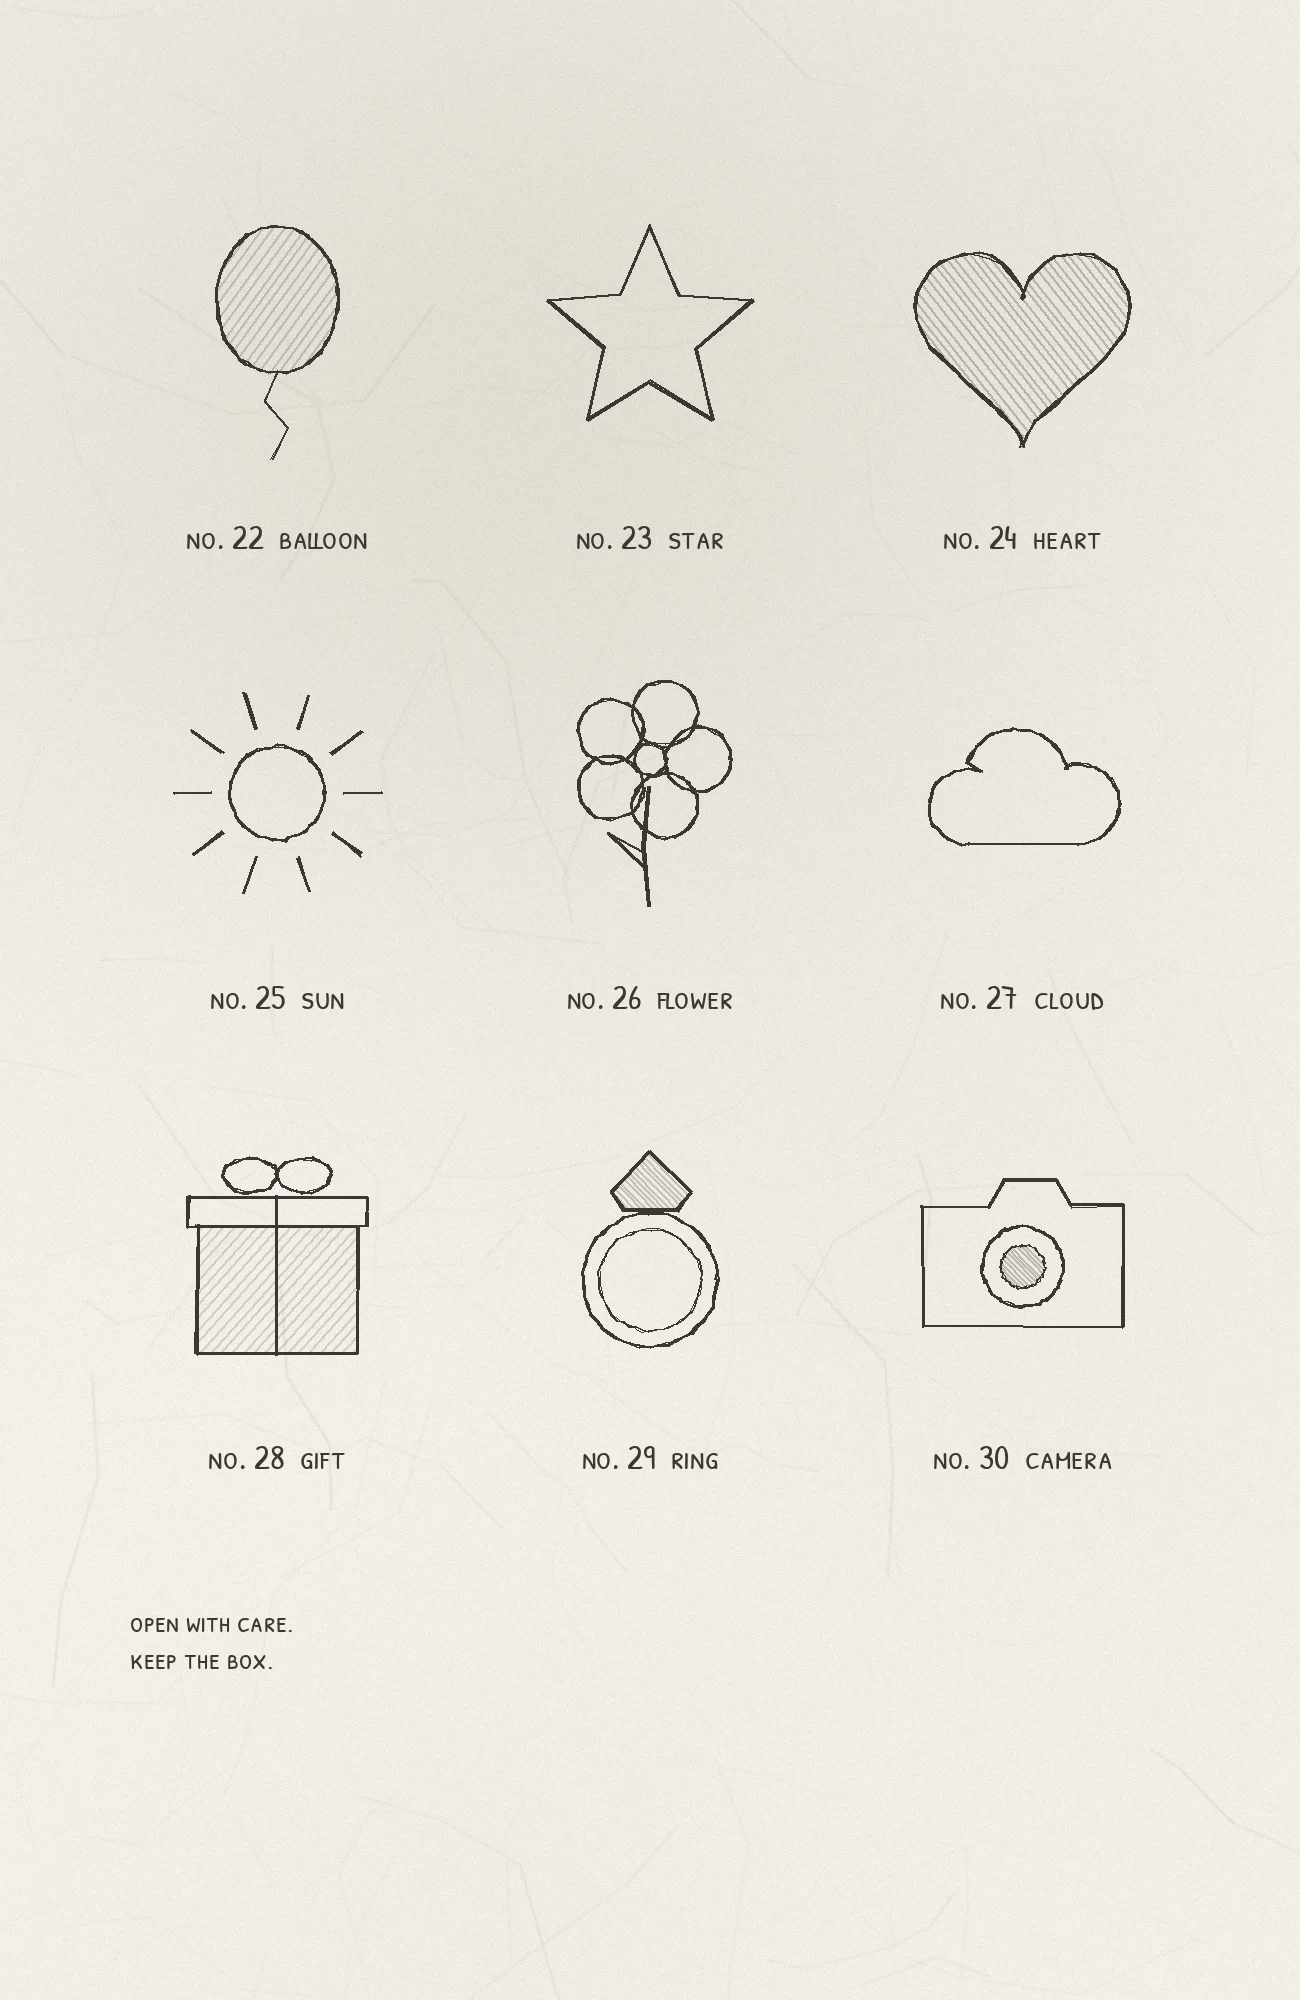 NO. 22 BALLOON
NO. 23 STAR
NO. 24 HEART
NO. 25 SUN
NO. 26 FLOWER
NO. 27 CLOUD
NO. 28 GIFT
NO. 29 RING
NO. 30 CAMERA
OPEN WITH CARE.
KEEP THE BOX.